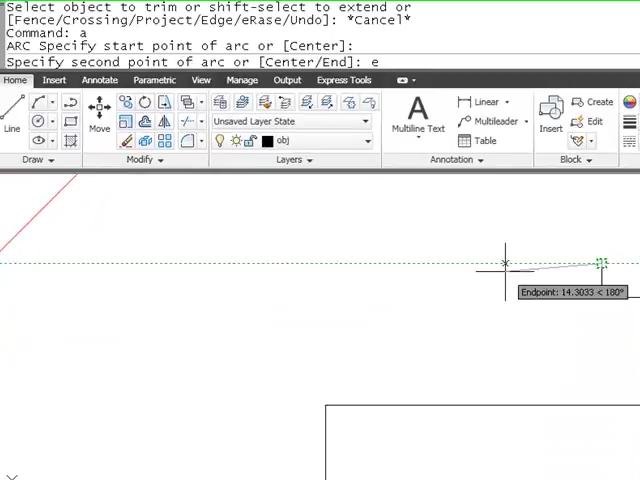 Select object to trim or shift-select to extend or
[Fence/Crossing/Project/Edge/eRase/Undo]: *Cancel*
Command: a
ARC Specify start point of arc or [Center]:
Specify second point of arc or [Center/End]: e
Home Insert Annotate Parametric View Manage Output Express Tools
Line
Move
Unsaved Layer State
obj
A
Multiline Text
Linear
Multileader
Table
Insert
Create
Draw Modify Layers Annotation Block
Endpoint: 14.3033 < 180°